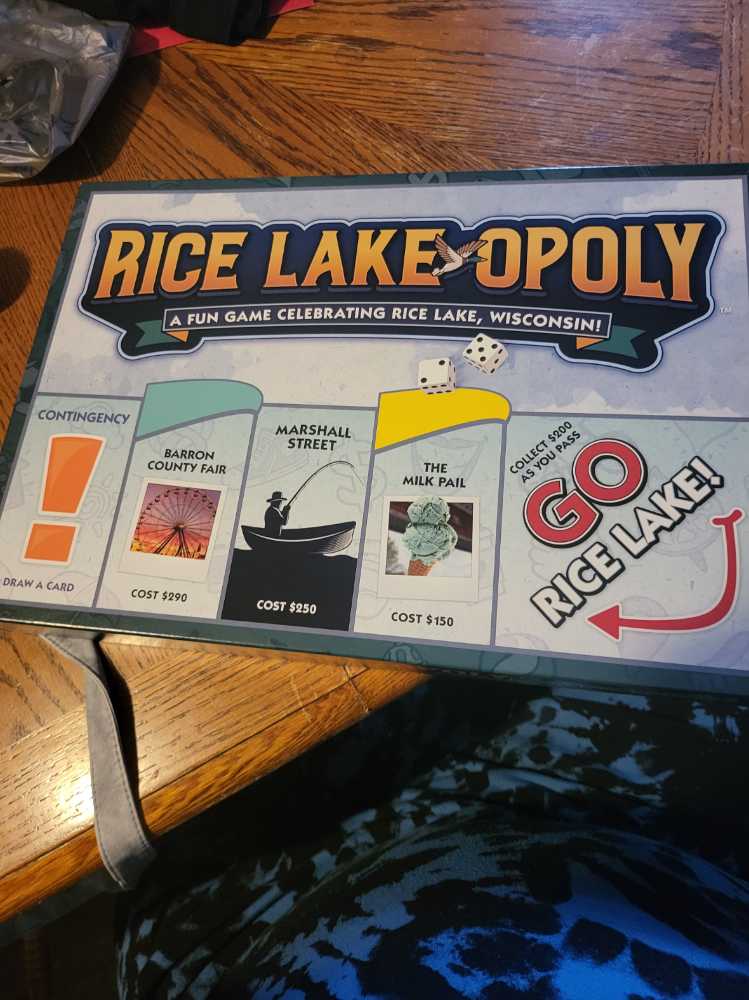 RICE LAKE-OPOLY
TM
A FUN GAME CELEBRATING RICE LAKE, WISCONSIN!
CONTINGENCY
!
DRAW A CARD
BARRON
COUNTY FAIR
COST $290
MARSHALL
STREET
COST $250
THE
MILK PAIL
COST $150
COLLECT $200
AS YOU PASS
GO
RICE LAKE!